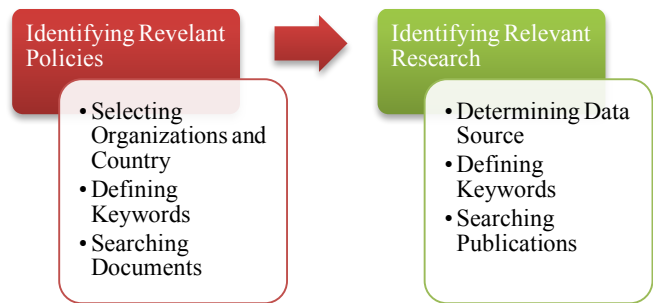 Identifying Revelant
Policies
• Selecting
Organizations and
Country
• Defining
Keywords
• Searching
Documents
Identifying Relevant
Research
• Determining Data
Source
• Defining
Keywords
• Searching
Publications